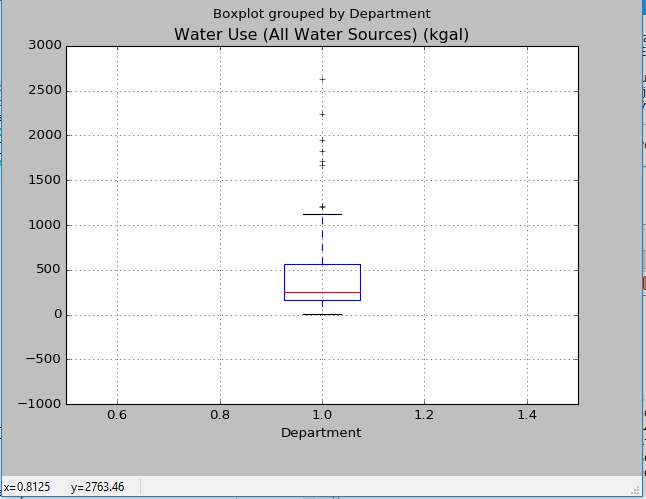 Boxplot grouped by Department
Water Use (All Water Sources) (kgal)
3000
2500
2000
1500
1000
500
0
−500
−1000
0.6 0.8 1.0 1.2 1.4
Department
x=0.8125 y=2763.46